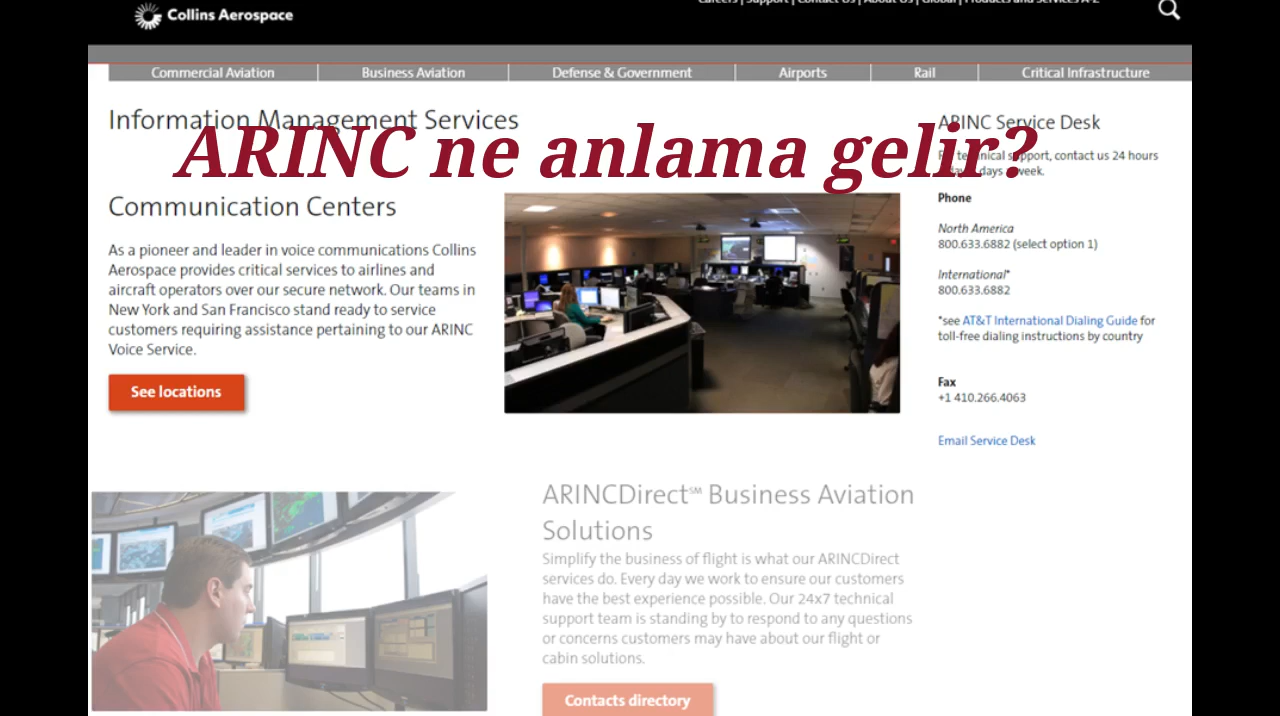 Collins Aerospace
Careers | Support | Contact Us | About Us | Global | Products and Services A-Z
Commercial Aviation
Business Aviation
Defense & Government
Airports
Rail
Critical Infrastructure
Information Management Services
ARINC ne anlama gelir?
Communication Centers
As a pioneer and leader in voice communications Collins
Aerospace provides critical services to airlines and
aircraft operators over our secure network. Our teams in
New York and San Francisco stand ready to service
customers requiring assistance pertaining to our ARINC
Voice Service.
See locations
ARINC Service Desk
technical support, contact us 24 hours
days week.
Phone
North America
800.633.6882 (select option 1)
International*
800.633.6882
*see AT&T International Dialing Guide for
toll-free dialing instructions by country
Fax
+1 410.266.4063
Email Service Desk
ARINCDirect℠ Business Aviation
Solutions
Simplify the business of flight is what our ARINCDirect
services do. Every day we work to ensure our customers
have the best experience possible. Our 24x7 technical
support team is standing by to respond to any questions
or concerns customers may have about our flight or
cabin solutions.
Contacts directory